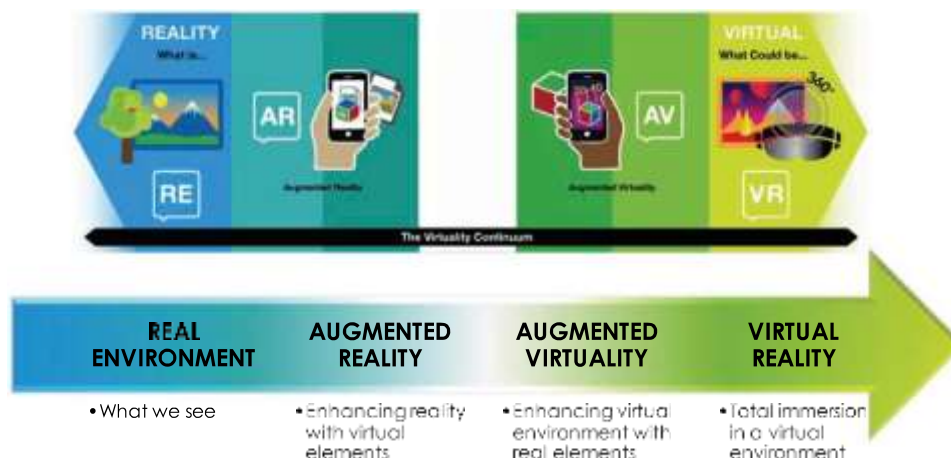 REALITY
What is...
RE
AR
Augmented Reality
AV
Augmented Virtuality
VIRTUAL
What Could be...
360°
VR
The Virtuality Continuum
REAL
ENVIRONMENT
• What we see
AUGMENTED
REALITY
• Enhancing reality
with virtual
elements
AUGMENTED
VIRTUALITY
• Enhancing virtual
environment with
real elements
VIRTUAL
REALITY
• Total immersion
in a virtual
environment